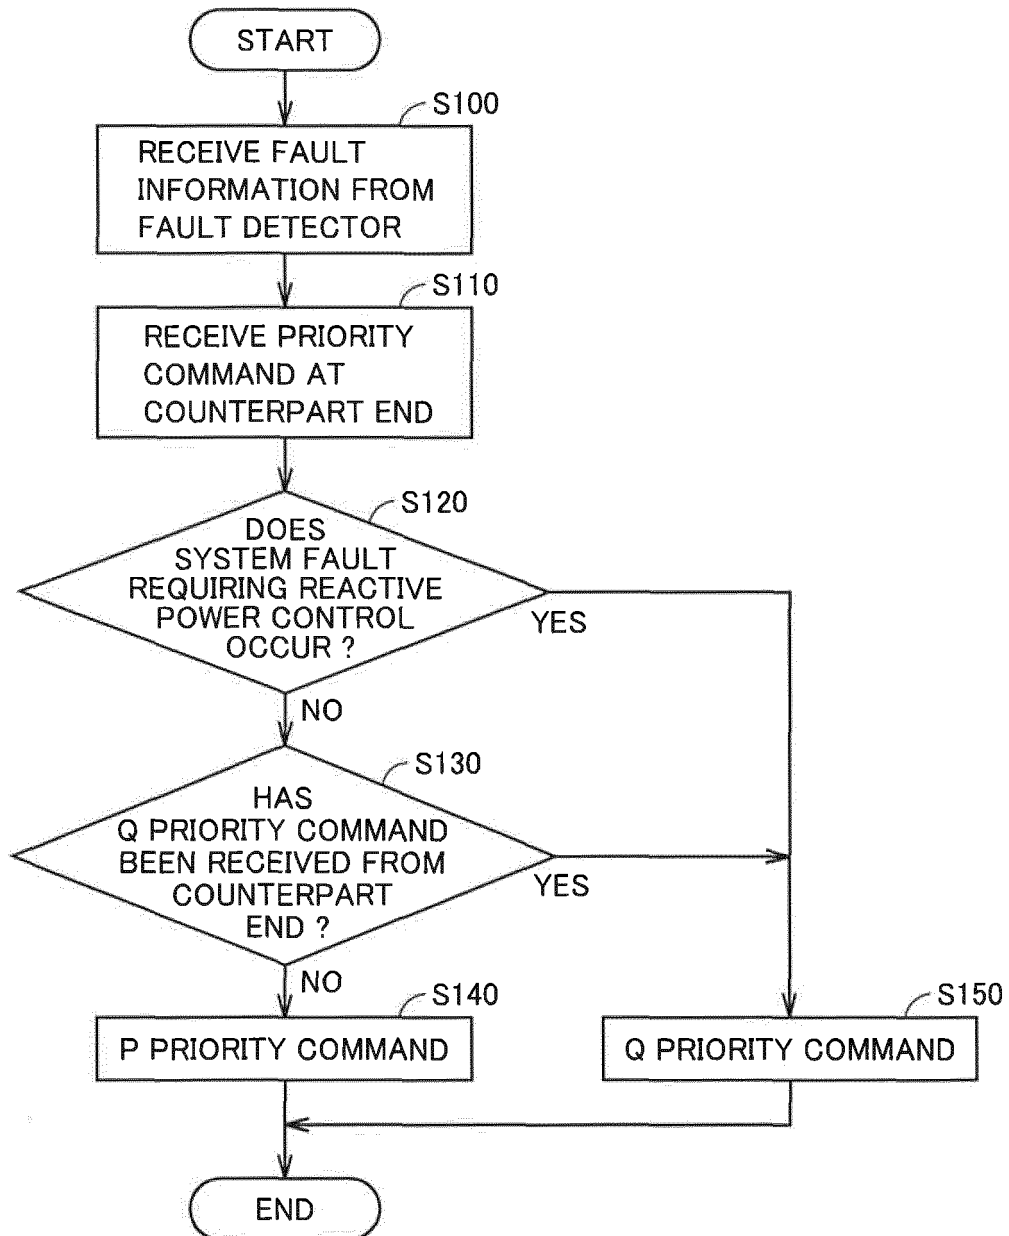 START
S100
RECEIVE FAULT
INFORMATION FROM
FAULT DETECTOR
S110
RECEIVE PRIORITY
COMMAND AT
COUNTERPART END
S120
DOES
SYSTEM FAULT
REQUIRING REACTIVE
POWER CONTROL
OCCUR ?
YES
NO
S130
HAS
Q PRIORITY COMMAND
BEEN RECEIVED FROM
COUNTERPART
END ?
YES
NO
S140
P PRIORITY COMMAND
S150
Q PRIORITY COMMAND
END